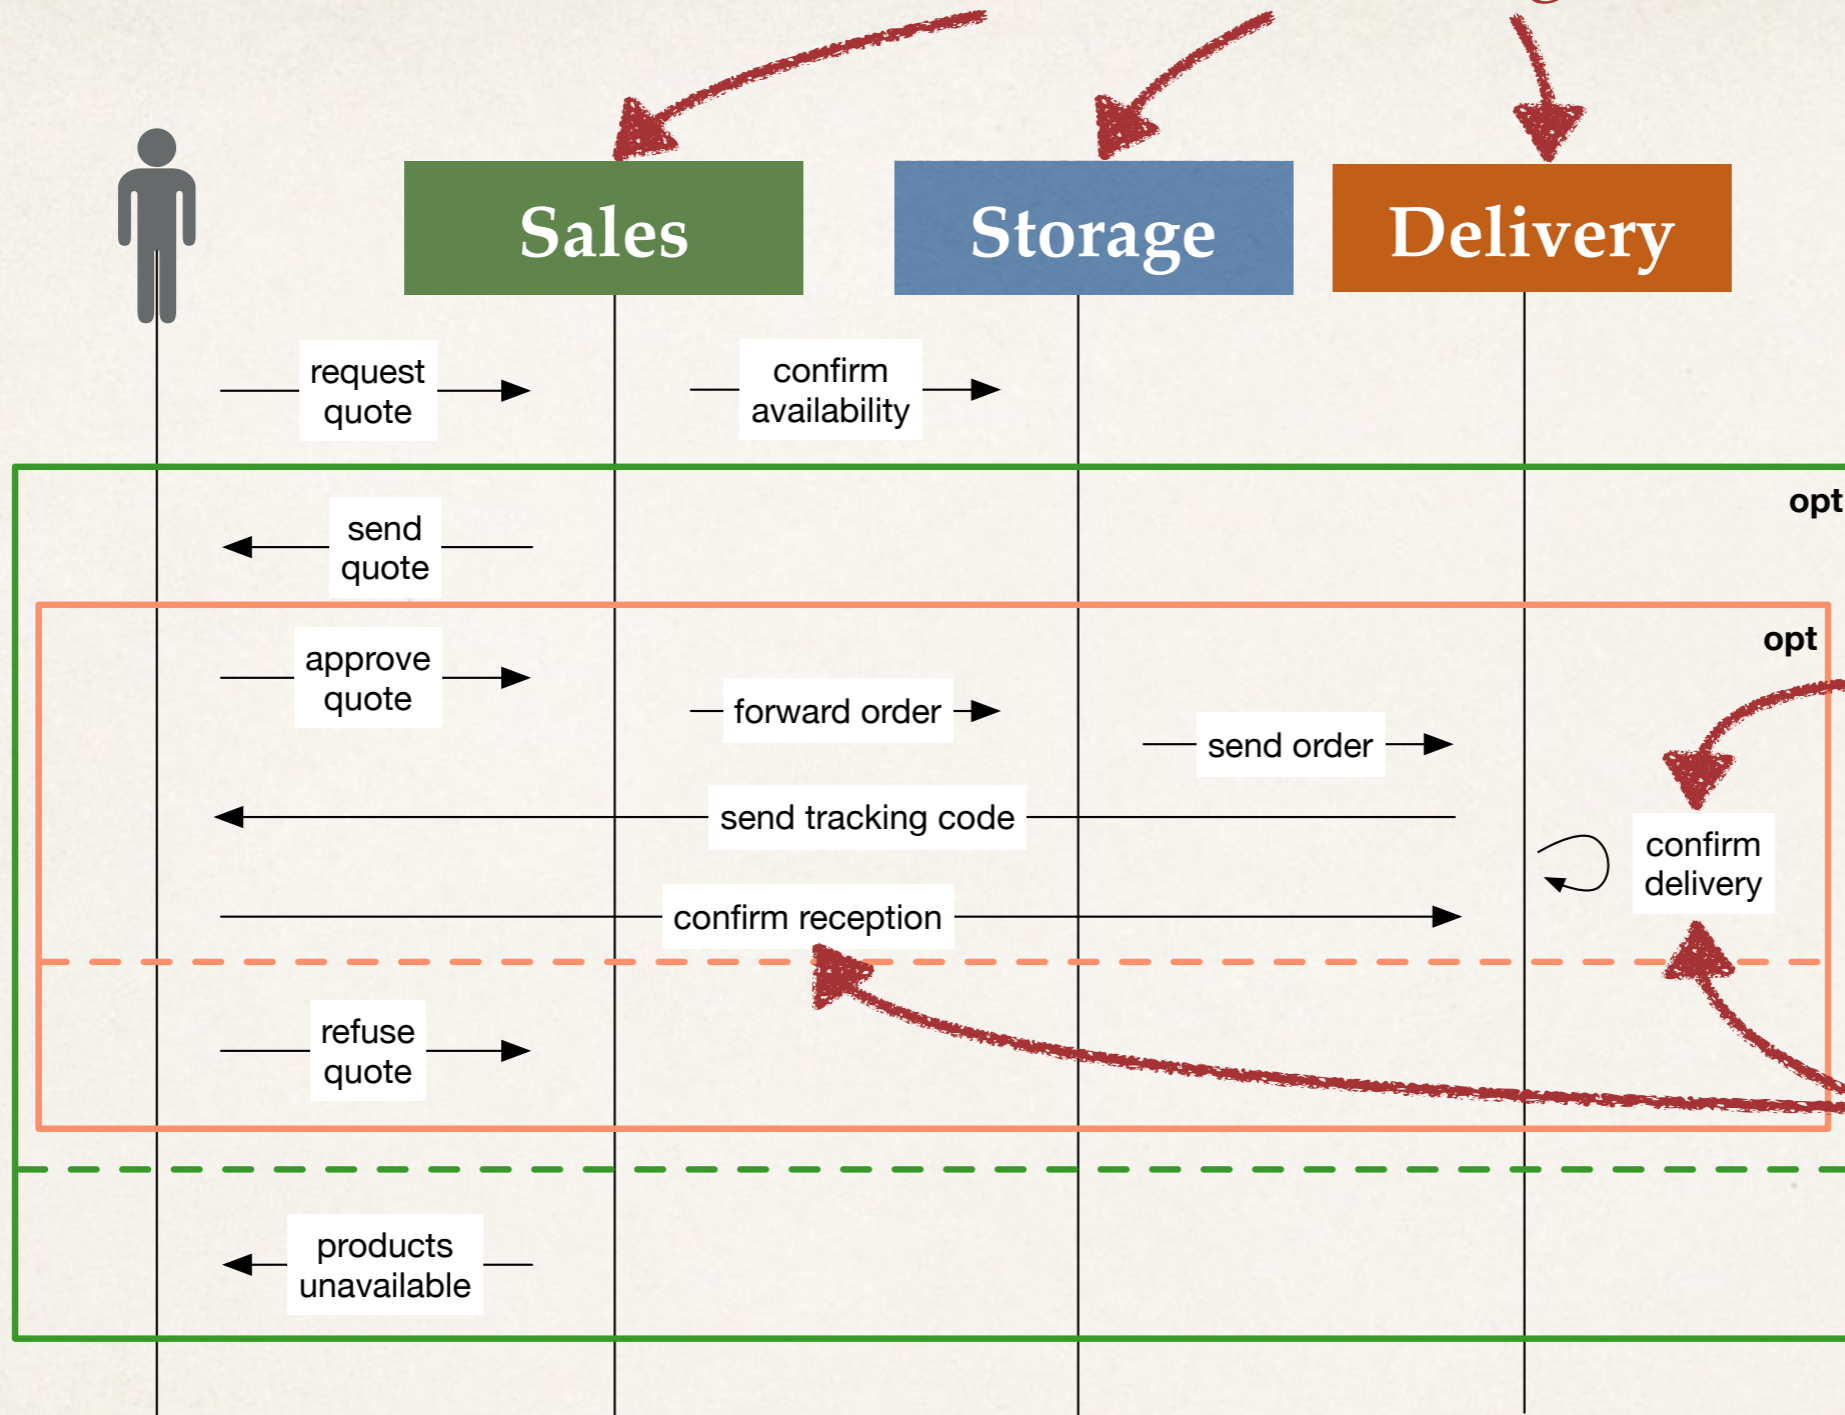 Sales
Storage
Delivery
request
quote
confirm
availability
opt
send
quote
opt
approve
quote
forward order
send order
send tracking code
confirm
delivery
confirm reception
refuse
quote
products
unavailable